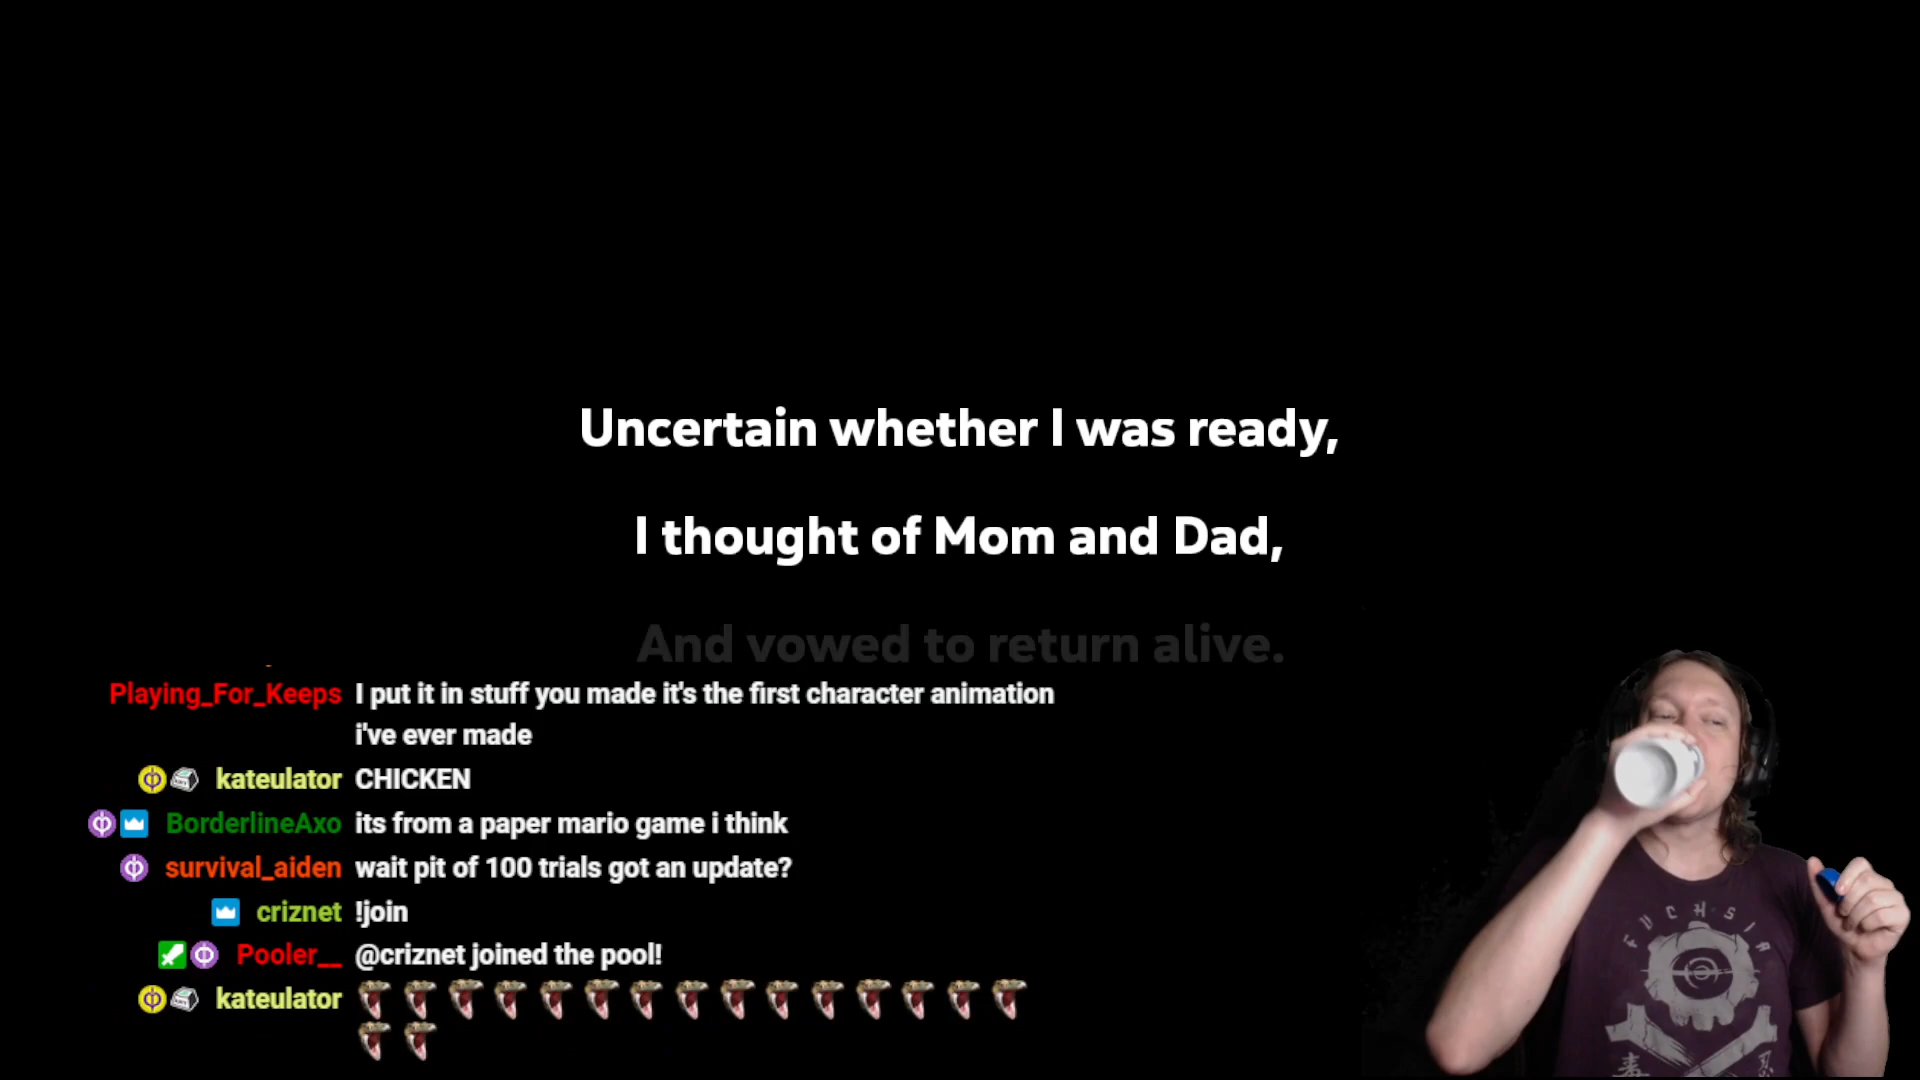 Uncertain whether I was ready,
I thought of Mom and Dad,
And vowed to return alive.
Playing_For_Keeps I put it in stuff you made it's the first character animation
i've ever made
kateulator CHICKEN
BorderlineAxo its from a paper mario game i think
survival_aiden wait pit of 100 trials got an update?
criznet !join
Pooler__ @criznet joined the pool!
kateulator
FUCHSIA